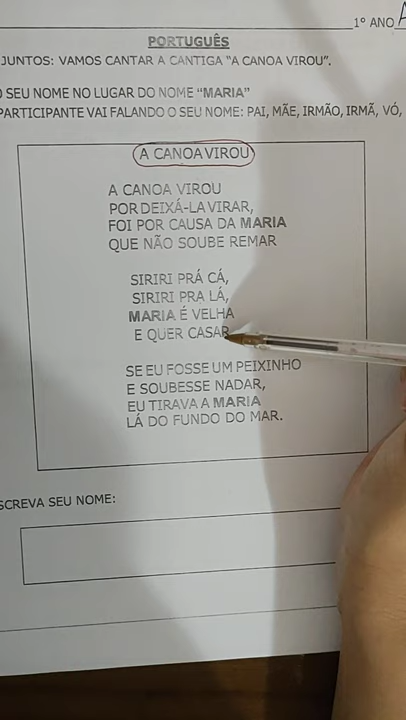 1º ANO
PORTUGUÊS
JUNTOS: VAMOS CANTAR A CANTIGA "A CANOA VIROU".
O SEU NOME NO LUGAR DO NOME "MARIA"
PARTICIPANTE VAI FALANDO O SEU NOME: PAI, MÃE, IRMÃO, IRMÃ, VÓ,
A CANOA VIROU
A CANOA VIROU
POR DEIXÁ-LA VIRAR,
FOI POR CAUSA DA MARIA
QUE NÃO SOUBE REMAR
SIRIRI PRÁ CÁ,
SIRIRI PRA LÁ,
MARIA É VELHA
E QUER CASAR
SE EU FOSSE UM PEIXINHO
E SOUBESSE NADAR,
EU TIRAVA A MARIA
LÁ DO FUNDO DO MAR.
SCREVA SEU NOME: